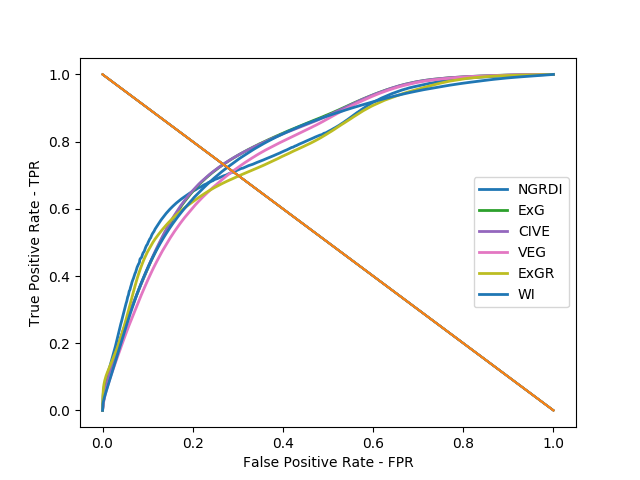 1.0
0.8
0.6
0.4
0.2
0.0
True Positive Rate - TPR
NGRDI
ExG
CIVE
VEG
ExGR
WI
0.0 0.2 0.4 0.6 0.8 1.0
False Positive Rate - FPR